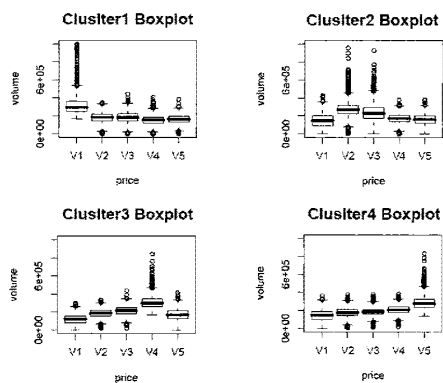 Clusiter1 Boxplot
volume
6e+05
0e+00
V1 V2 V3 V4 V5
price
Clusiter2 Boxplot
volume
6e+05
0e+00
V1 V2 V3 V4 V5
price
Clusiter3 Boxplot
volume
6e+05
0e+00
V1 V2 V3 V4 V5
price
Clusiter4 Boxplot
volume
6e+05
0e+00
V1 V2 V3 V4 V5
price